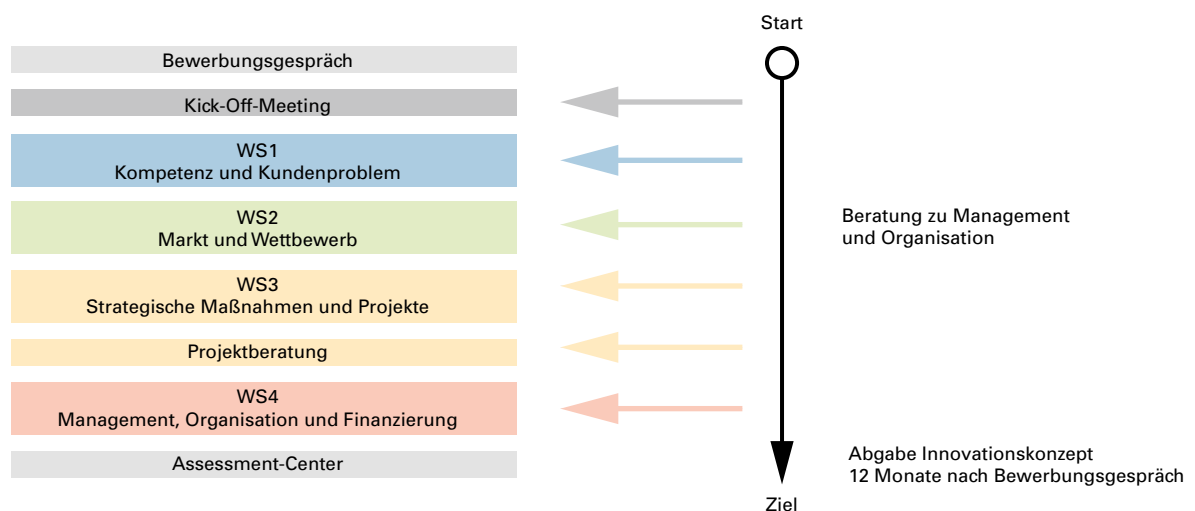 Start
Bewerbungsgespräch
Kick-Off-Meeting
WS1
Kompetenz und Kundenproblem
WS2
Markt und Wettbewerb
Beratung zu Management
und Organisation
WS3
Strategische Maßnahmen und Projekte
Projektberatung
WS4
Management, Organisation und Finanzierung
Assessment-Center
Abgabe Innovationskonzept
12 Monate nach Bewerbungsgespräch
Ziel